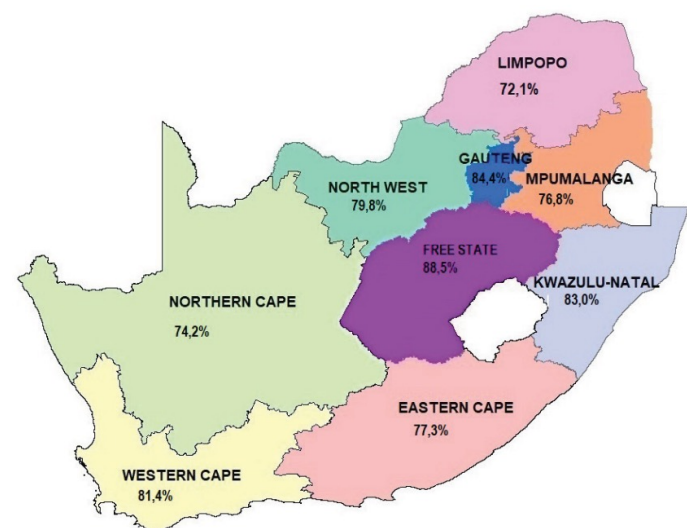 LIMPOPO
72,1%
GAUTENG
84,4%
MPUMALANGA
76,8%
NORTH WEST
79,8%
FREE STATE
88,5%
KWAZULU-NATAL
83,0%
NORTHERN CAPE
74,2%
EASTERN CAPE
77,3%
WESTERN CAPE
81,4%